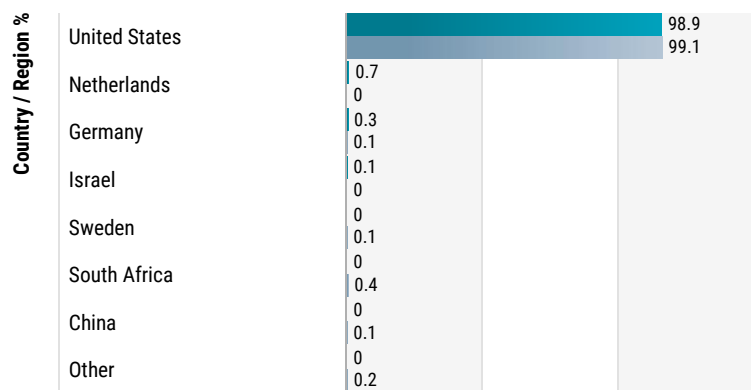 Country / Region %
United States
98.9
99.1
Netherlands
0.7
0
Germany
0.3
0.1
Israel
0.1
0
Sweden
0
0.1
South Africa
0
0.4
China
0
0.1
Other
0
0.2